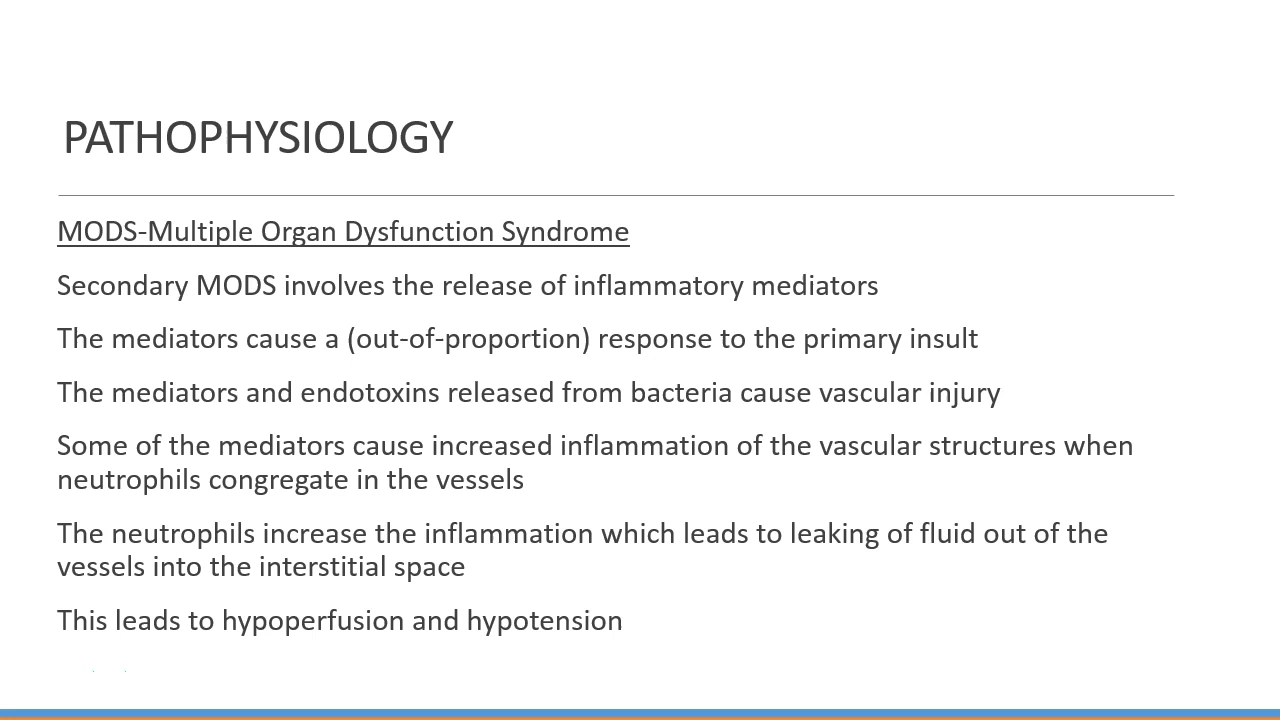 PATHOPHYSIOLOGY
MODS-Multiple Organ Dysfunction Syndrome
Secondary MODS involves the release of inflammatory mediators
The mediators cause a (out-of-proportion) response to the primary insult
The mediators and endotoxins released from bacteria cause vascular injury
Some of the mediators cause increased inflammation of the vascular structures when
neutrophils congregate in the vessels
The neutrophils increase the inflammation which leads to leaking of fluid out of the
vessels into the interstitial space
This leads to hypoperfusion and hypotension